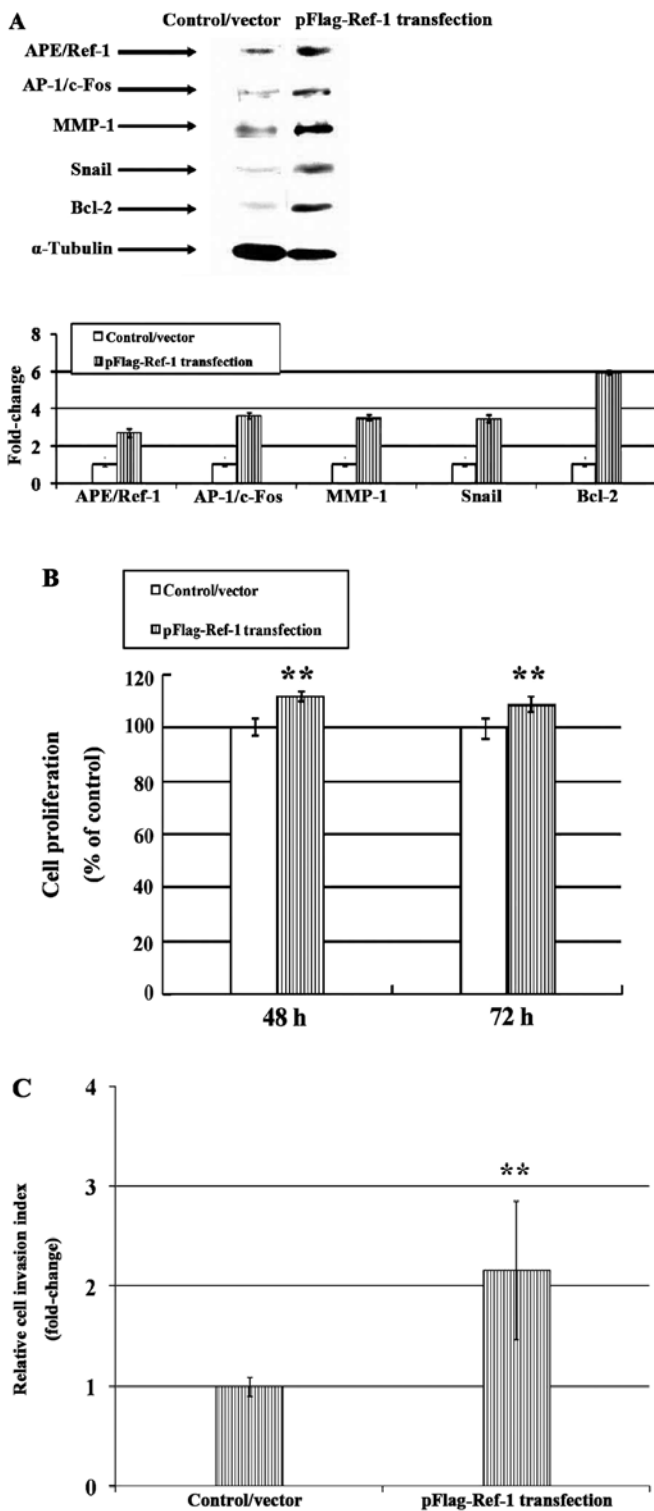 A
Control/vector pFlag-Ref-1 transfection
APE/Ref-1
AP-1/c-Fos
MMP-1
Snail
Bcl-2
α-Tubulin
Fold-change
8
6
4
2
0
Control/vector
pFlag-Ref-1 transfection
APE/Ref-1 AP-1/c-Fos MMP-1 Snail Bcl-2
B
Control/vector
pFlag-Ref-1 transfection
Cell proliferation
(% of control)
120
100
80
60
40
20
0
** **
48 h 72 h
C
Relative cell invasion index
(fold-change)
4
3
2
1
0
**
Control/vector pFlag-Ref-1 transfection